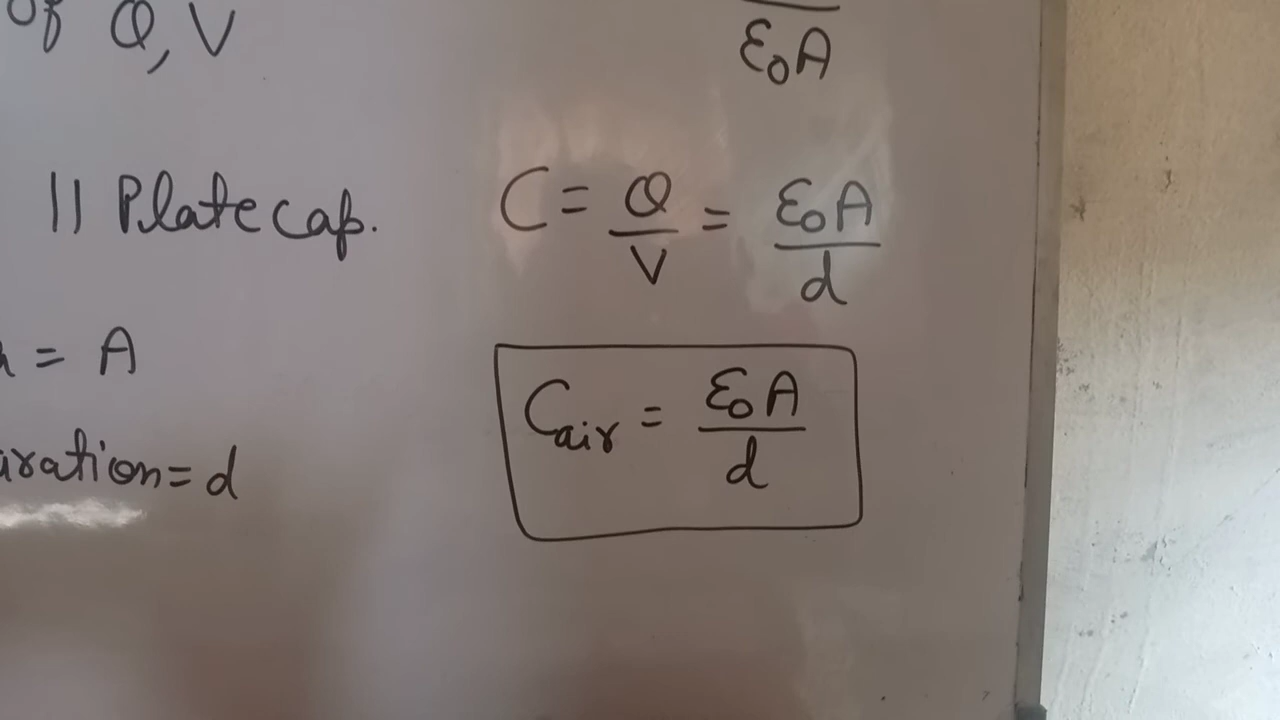 of Q, V
ε₀A
|| Plate cap.
C = Q/V = ε₀A/d
= A
C_air = ε₀A/d
aration = d